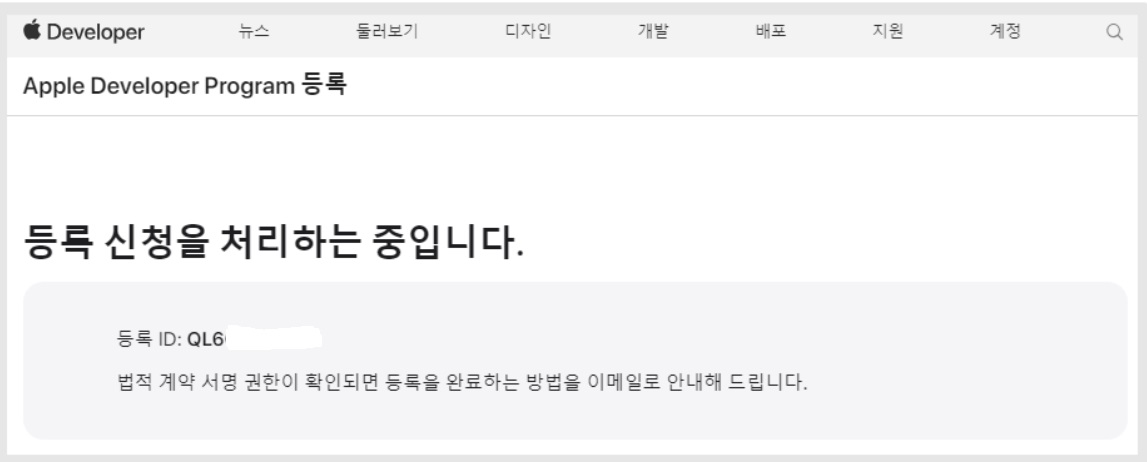 Developer 뉴스 둘러보기 디자인 개발 배포 지원 계정
Apple Developer Program 등록
등록 신청을 처리하는 중입니다.
등록 ID: QL6
법적 계약 서명 권한이 확인되면 등록을 완료하는 방법을 이메일로 안내해 드립니다.